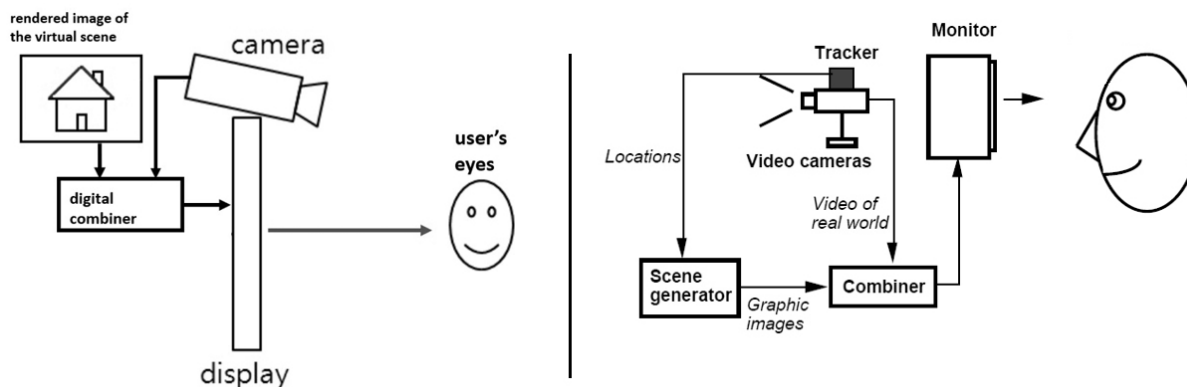 rendered image of
the virtual scene
camera
user's
eyes
digital
combiner
display
Monitor
Tracker
Locations
Video cameras
Video of
real world
Scene
generator
Combiner
Graphic
images